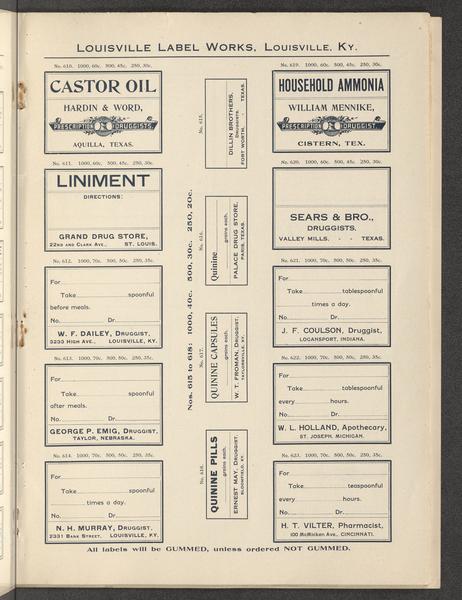 LOUISVILLE LABEL WORKS, LOUISVILLE, KY.
No. 610. 1000, 60c. 500, 45c. 250, 30c.
CASTOR OIL
HARDIN & WORD,
PRESCRIPTION DRUGGISTS
AQUILLA, TEXAS.
No. 611. 1000, 60c. 500, 45c. 250, 30c.
LINIMENT
DIRECTIONS:
GRAND DRUG STORE,
22ND AND CLARK AVE., ST. LOUIS.
No. 612. 1000, 70c. 500, 50c. 250, 35c.
For
Take spoonful
before meals.
No. Dr.
W. F. DAILEY, DRUGGIST,
3233 HIGH AVE., LOUISVILLE, KY.
No. 613. 1000, 70c. 500, 50c. 250, 35c.
For
Take spoonful
after meals.
No. Dr.
GEORGE P. EMIG, DRUGGIST,
TAYLOR, NEBRASKA.
No. 614. 1000, 70c. 500, 50c. 250, 35c.
For
Take spoonful
times a day.
No. Dr.
N. H. MURRAY, DRUGGIST,
2331 BANK STREET. LOUISVILLE, KY.
Nos. 615 to 618: 1000, 40c. 500, 30c. 250, 20c.
No. 615.
DILLIN BROTHERS,
DRUGGISTS,
FORT WORTH. TEXAS.
No. 616.
Quinine
grains each.
PALACE DRUG STORE,
PARIS, TEXAS.
No. 617.
QUININE CAPSULES
grains each.
W. T. FROMAN, DRUGGIST,
TAYLORSVILLE, KY.
No. 618.
QUININE PILLS
grains each.
ERNEST MAY, DRUGGIST,
BLOOMFIELD, KY.
No. 619. 1000, 60c. 500, 45c. 250, 30c.
HOUSEHOLD AMMONIA
WILLIAM MENNIKE,
PRESCRIPTION DRUGGIST.
CISTERN, TEX.
No. 620. 1000, 60c. 500, 45c. 250, 30c.
SEARS & BRO.,
DRUGGISTS.
VALLEY MILLS. - - TEXAS.
No. 621. 1000, 70c. 500, 50c. 250, 35c.
For
Take tablespoonful
times a day.
No. Dr.
J. F. COULSON, Druggist,
LOGANSPORT, INDIANA.
No. 622. 1000, 70c. 500, 50c. 250, 35c.
For
Take tablespoonful
every hours.
No. Dr.
W. L. HOLLAND, Apothecary,
ST. JOSEPH, MICHIGAN.
No. 623. 1000, 70c. 500, 50c. 250, 35c.
For
Take teaspoonful
every hours.
No. Dr.
H. T. VILTER, Pharmacist,
100 McMicken Ave., CINCINNATI.
All labels will be GUMMED, unless ordered NOT GUMMED.